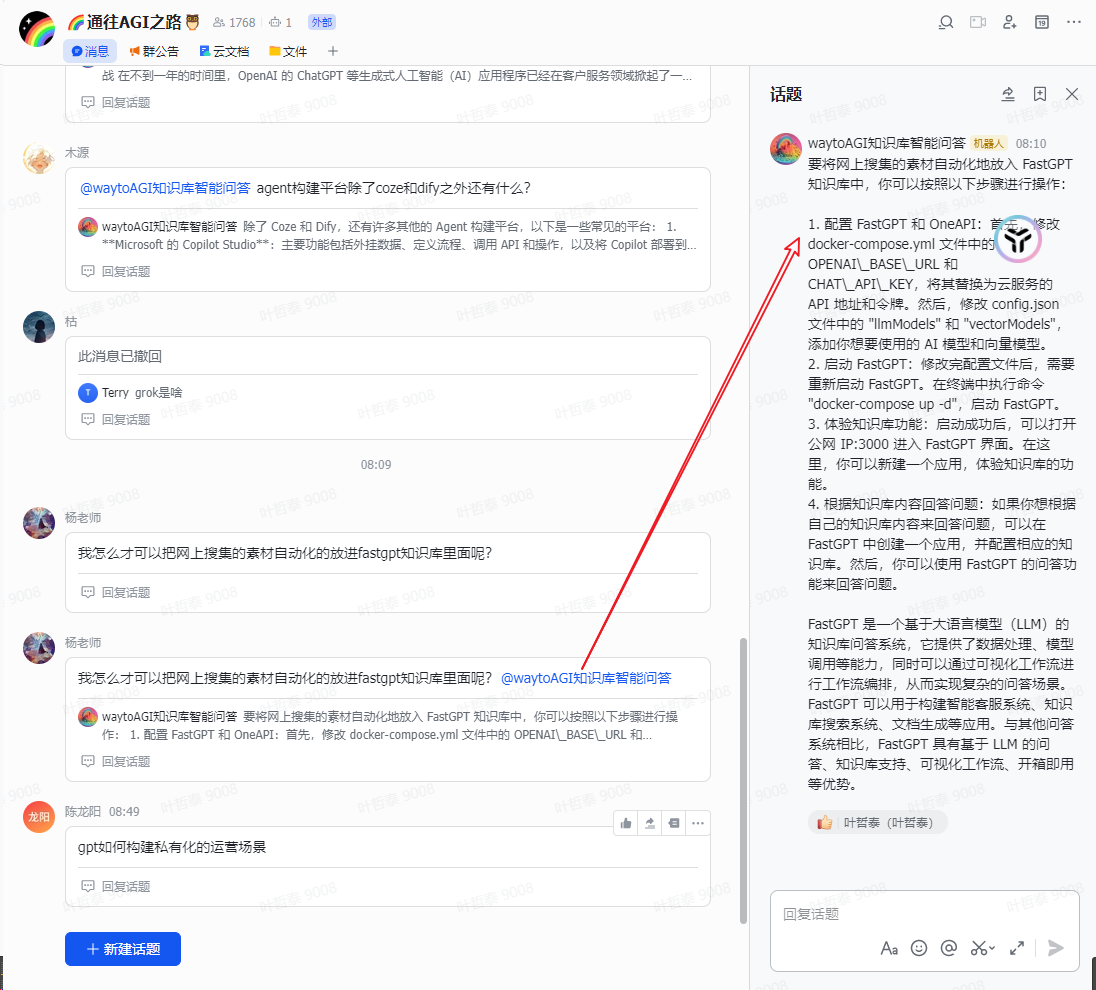 🌈通往AGI之路🦉 1768 1 外部
消息 群公告 云文档 文件 +
战 在不到一年的时间里，OpenAI 的 ChatGPT 等生成式人工智能（AI）应用程序已经在客户服务领域掀起了一...
回复话题
木源
@waytoAGI知识库智能问答 agent构建平台除了coze和dify之外还有什么？
waytoAGI知识库智能问答 除了 Coze 和 Dify，还有许多其他的 Agent 构建平台，以下是一些常见的平台： 1.
**Microsoft 的 Copilot Studio**：主要功能包括外挂数据、定义流程、调用 API 和操作，以及将 Copilot 部署到...
回复话题
枯
此消息已撤回
T Terry grok是啥
回复话题
08:09
杨老师
我怎么才可以把网上搜集的素材自动化的放进fastgpt知识库里面呢？
回复话题
杨老师
我怎么才可以把网上搜集的素材自动化的放进fastgpt知识库里面呢？ @waytoAGI知识库智能问答
waytoAGI知识库智能问答 要将网上搜集的素材自动化地放入 FastGPT 知识库中，你可以按照以下步骤进行操
作： 1. 配置 FastGPT 和 OneAPI：首先，修改 docker-compose.yml 文件中的 OPENAI\_BASE\_URL 和...
回复话题
龙阳 陈龙阳 08:49
gpt如何构建私有化的运营场景
回复话题
+ 新建话题
话题
waytoAGI知识库智能问答 机器人 08:10
要将网上搜集的素材自动化地放入 FastGPT
知识库中，你可以按照以下步骤进行操作：
1. 配置 FastGPT 和 OneAPI：首先，修改
docker-compose.yml 文件中的
OPENAI\_BASE\_URL 和
CHAT\_API\_KEY，将其替换为云服务的
API 地址和令牌。然后，修改 config.json
文件中的 "llmModels" 和 "vectorModels"，
添加你想要使用的 AI 模型和向量模型。
2. 启动 FastGPT：修改完配置文件后，需要
重新启动 FastGPT。在终端中执行命令
"docker-compose up -d"，启动 FastGPT。
3. 体验知识库功能：启动成功后，可以打开
公网 IP:3000 进入 FastGPT 界面。在这
里，你可以新建一个应用，体验知识库的功
能。
4. 根据知识库内容回答问题：如果你想根据
自己的知识库内容来回答问题，可以在
FastGPT 中创建一个应用，并配置相应的知
识库。然后，你可以使用 FastGPT 的问答功
能来回答问题。
FastGPT 是一个基于大语言模型（LLM）的
知识库问答系统，它提供了数据处理、模型
调用等能力，同时可以通过可视化工作流进
行工作流编排，从而实现复杂的问答场景。
FastGPT 可以用于构建智能客服系统、知识
库搜索系统、文档生成等应用。与其他问答
系统相比，FastGPT 具有基于 LLM 的问
答、知识库支持、可视化工作流、开箱即用
等优势。
👍 叶哲泰（叶哲泰）
回复话题
Aa
叶哲泰 9008